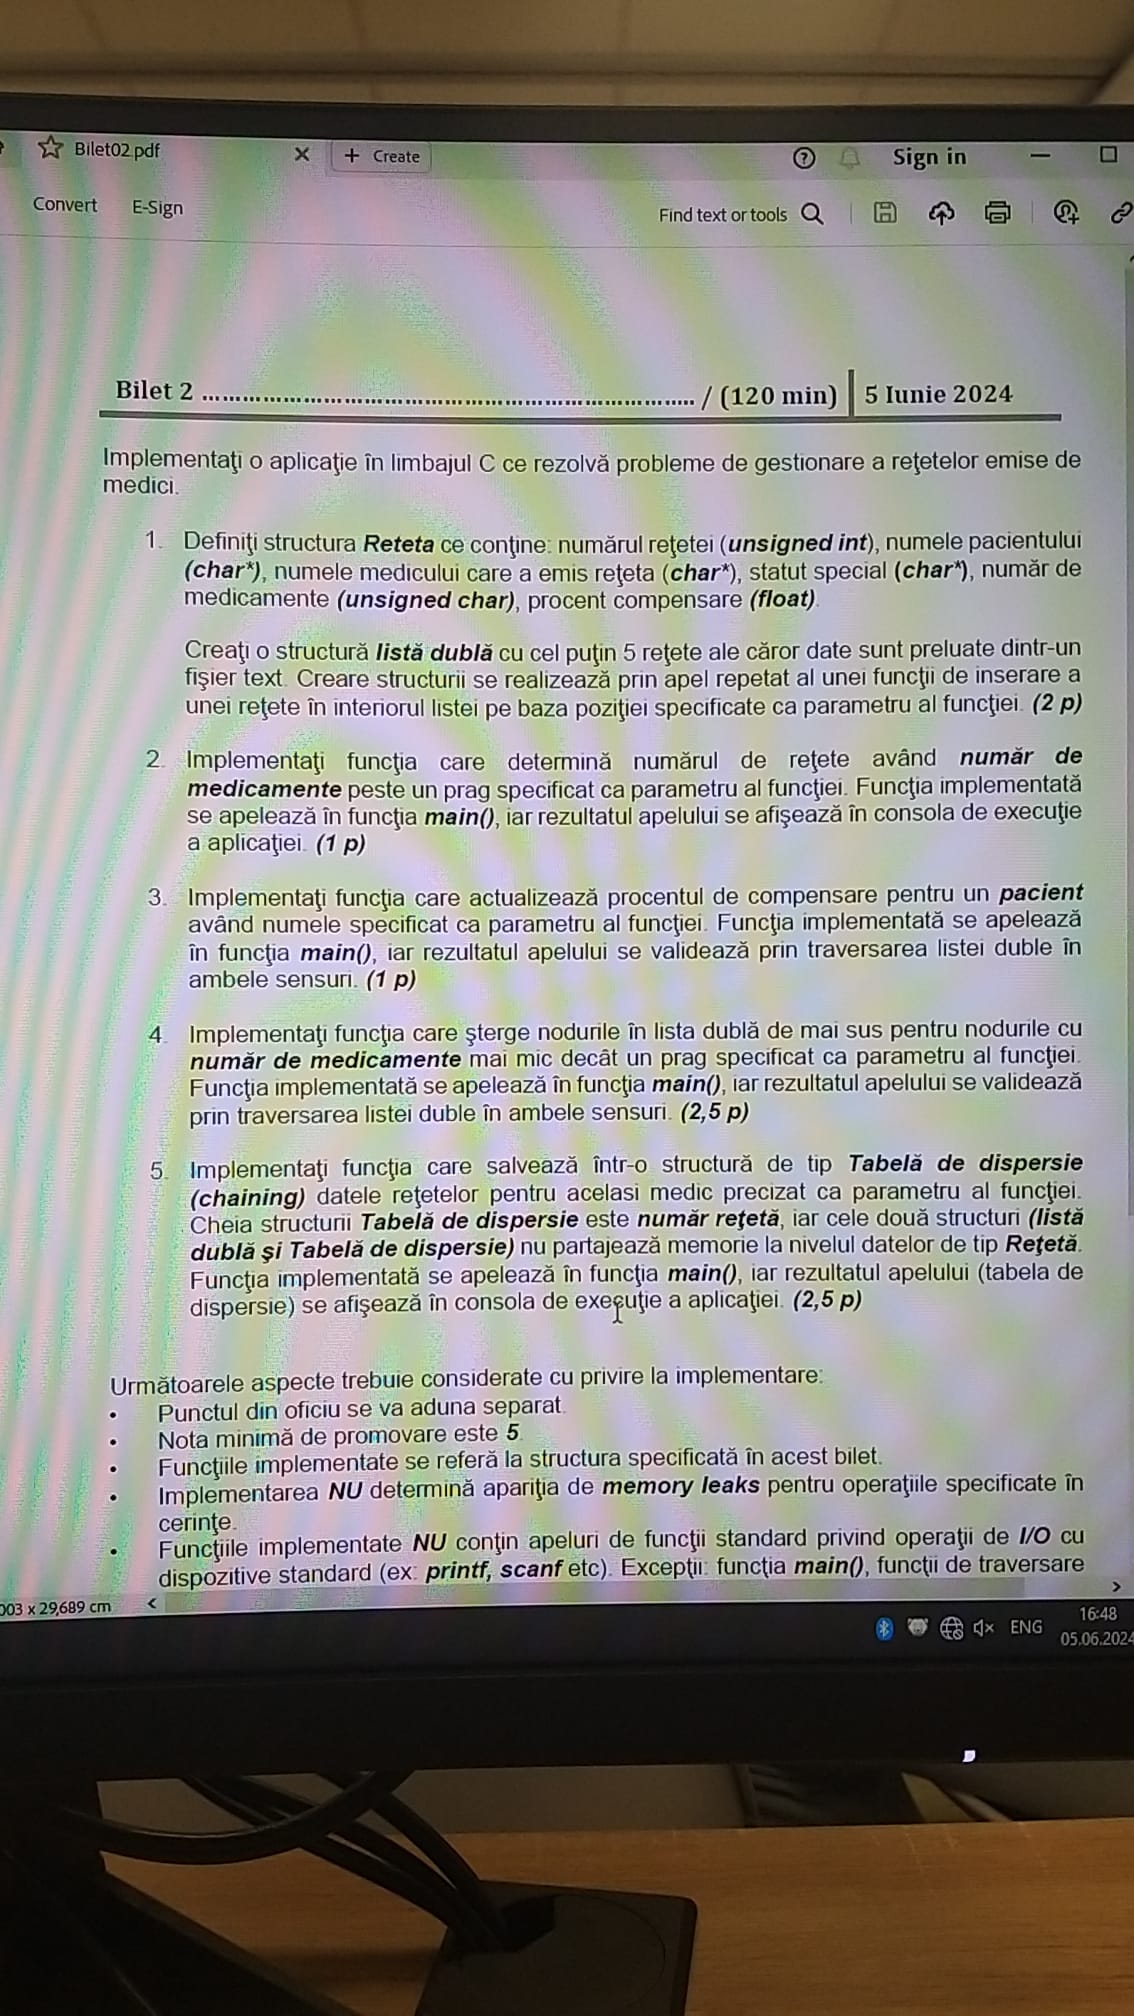 Bilet02.pdf
+ Create
Sign in
Convert E-Sign
Find text or tools
Bilet 2 ........................................................................ / (120 min) 5 Iunie 2024
Implementaţi o aplicaţie în limbajul C ce rezolvă probleme de gestionare a reţetelor emise de
medici.
1. Definiţi structura Reteta ce conţine: numărul reţetei (unsigned int), numele pacientului
(char*), numele medicului care a emis reţeta (char*), statut special (char*), număr de
medicamente (unsigned char), procent compensare (float).
Creaţi o structură listă dublă cu cel puţin 5 reţete ale căror date sunt preluate dintr-un
fişier text. Creare structurii se realizează prin apel repetat al unei funcţii de inserare a
unei reţete în interiorul listei pe baza poziţiei specificate ca parametru al funcţiei. (2 p)
2. Implementaţi funcţia care determină numărul de reţete având număr de
medicamente peste un prag specificat ca parametru al funcţiei. Funcţia implementată
se apelează în funcţia main(), iar rezultatul apelului se afişează în consola de execuţie
a aplicaţiei. (1 p)
3. Implementaţi funcţia care actualizează procentul de compensare pentru un pacient
având numele specificat ca parametru al funcţiei. Funcţia implementată se apelează
în funcţia main(), iar rezultatul apelului se validează prin traversarea listei duble în
ambele sensuri. (1 p)
4. Implementaţi funcţia care şterge nodurile în lista dublă de mai sus pentru nodurile cu
număr de medicamente mai mic decât un prag specificat ca parametru al funcţiei.
Funcţia implementată se apelează în funcţia main(), iar rezultatul apelului se validează
prin traversarea listei duble în ambele sensuri. (2,5 p)
5. Implementaţi funcţia care salvează într-o structură de tip Tabelă de dispersie
(chaining) datele reţetelor pentru acelasi medic precizat ca parametru al funcţiei.
Cheia structurii Tabelă de dispersie este număr reţetă, iar cele două structuri (listă
dublă şi Tabelă de dispersie) nu partajează memorie la nivelul datelor de tip Reţetă.
Funcţia implementată se apelează în funcţia main(), iar rezultatul apelului (tabela de
dispersie) se afişează în consola de execuţie a aplicaţiei. (2,5 p)
Următoarele aspecte trebuie considerate cu privire la implementare:
• Punctul din oficiu se va aduna separat.
• Nota minimă de promovare este 5.
• Funcţiile implementate se referă la structura specificată în acest bilet.
• Implementarea NU determină apariţia de memory leaks pentru operaţiile specificate în
cerinţe.
• Funcţiile implementate NU conţin apeluri de funcţii standard privind operaţii de I/O cu
dispozitive standard (ex: printf, scanf etc). Excepţii: funcţia main(), funcţii de traversare
003 x 29,689 cm
ENG
16:48
05.06.2024